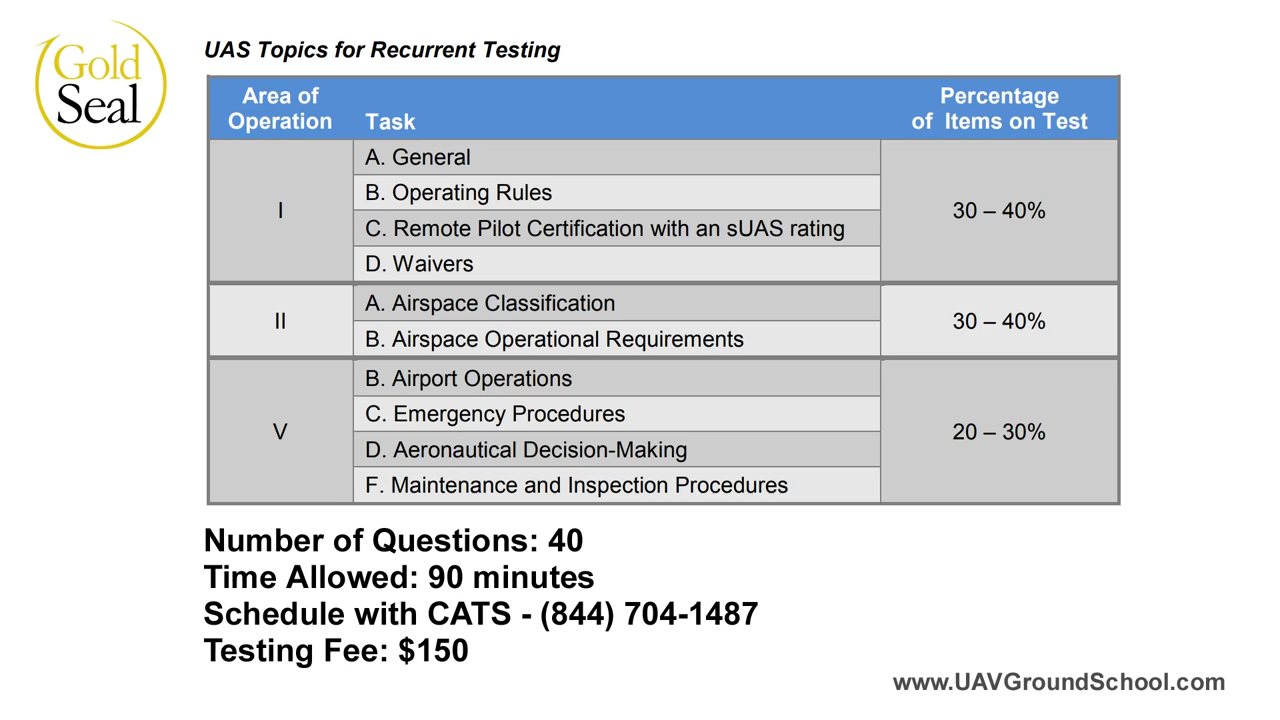 Gold
Seal
UAS Topics for Recurrent Testing
Area of
Operation
Task
Percentage
of Items on Test
I
A. General
B. Operating Rules
C. Remote Pilot Certification with an sUAS rating
D. Waivers
30 – 40%
II
A. Airspace Classification
B. Airspace Operational Requirements
30 – 40%
V
B. Airport Operations
C. Emergency Procedures
D. Aeronautical Decision-Making
F. Maintenance and Inspection Procedures
20 – 30%
Number of Questions: 40
Time Allowed: 90 minutes
Schedule with CATS - (844) 704-1487
Testing Fee: $150
www.UAVGroundSchool.com